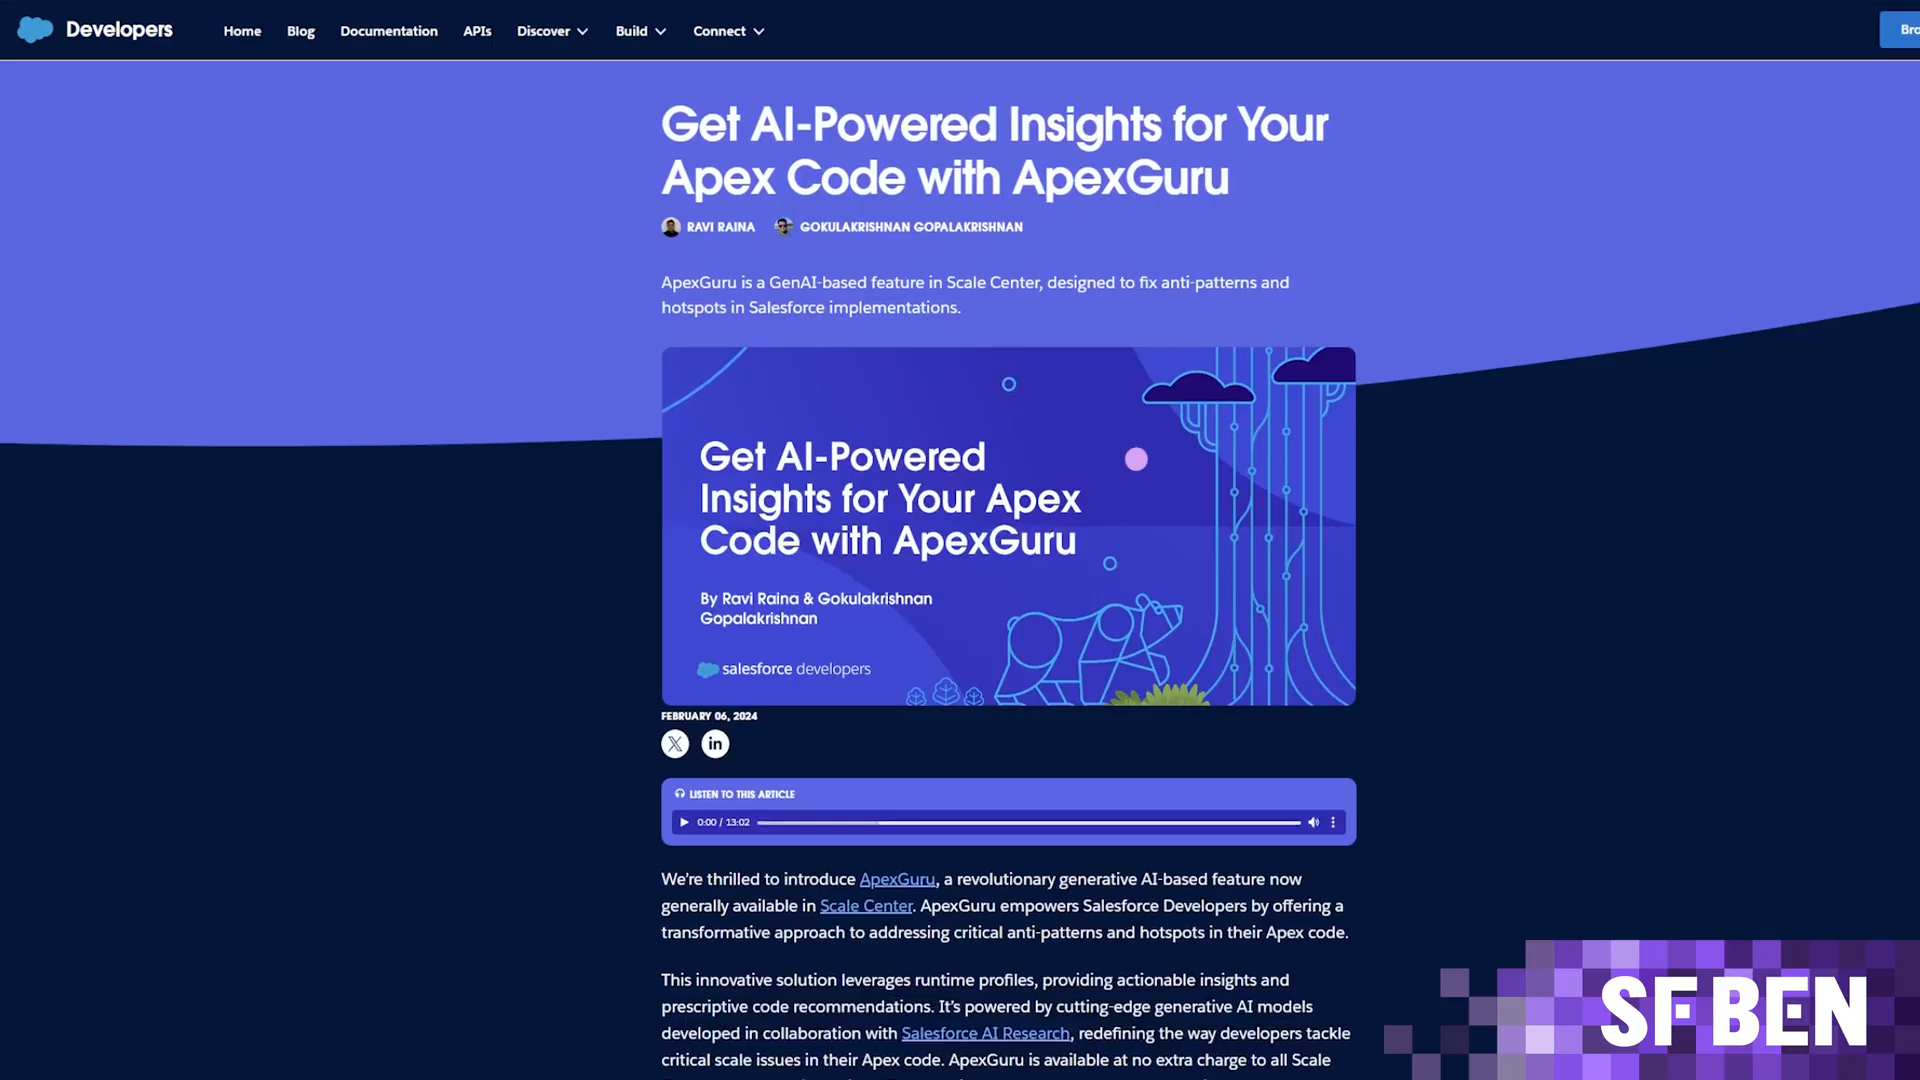 Developers
Home
Blog
Documentation
APIs
Discover
Build
Connect
Get AI-Powered Insights for Your
Apex Code with ApexGuru
RAVI RAINA
GOKULAKRISHNAN GOPALAKRISHNAN
ApexGuru is a GenAI-based feature in Scale Center, designed to fix anti-patterns and
hotspots in Salesforce implementations.
Get AI-Powered
Insights for Your Apex
Code with ApexGuru
By Ravi Raina & Gokulakrishnan
Gopalakrishnan
salesforce developers
FEBRUARY 06, 2024
LISTEN TO THIS ARTICLE
0:00 / 13:02
We're thrilled to introduce ApexGuru, a revolutionary generative AI-based feature now
generally available in Scale Center. ApexGuru empowers Salesforce Developers by offering a
transformative approach to addressing critical anti-patterns and hotspots in their Apex code.
This innovative solution leverages runtime profiles, providing actionable insights and
prescriptive code recommendations. It's powered by cutting-edge generative AI models
developed in collaboration with Salesforce AI Research, redefining the way developers tackle
critical scale issues in their Apex code. ApexGuru is available at no extra charge to all Scale
SF BEN